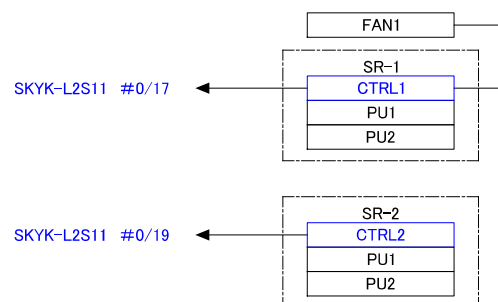 FAN1
SR-1
SKYK-L2S11 #0/17
CTRL1
PU1
PU2
SR-2
SKYK-L2S11 #0/19
CTRL2
PU1
PU2